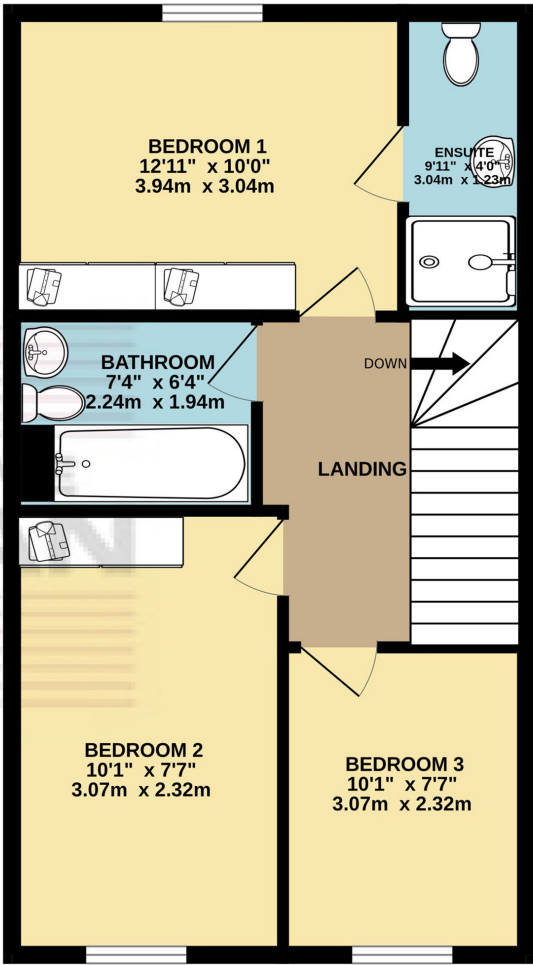 BEDROOM 1
12'11" x 10'0"
3.94m x 3.04m
ENSUITE
9'11" x 4'0"
3.04m x 1.23m
BATHROOM
7'4" x 6'4"
2.24m x 1.94m
DOWN
LANDING
BEDROOM 2
10'1" x 7'7"
3.07m x 2.32m
BEDROOM 3
10'1" x 7'7"
3.07m x 2.32m